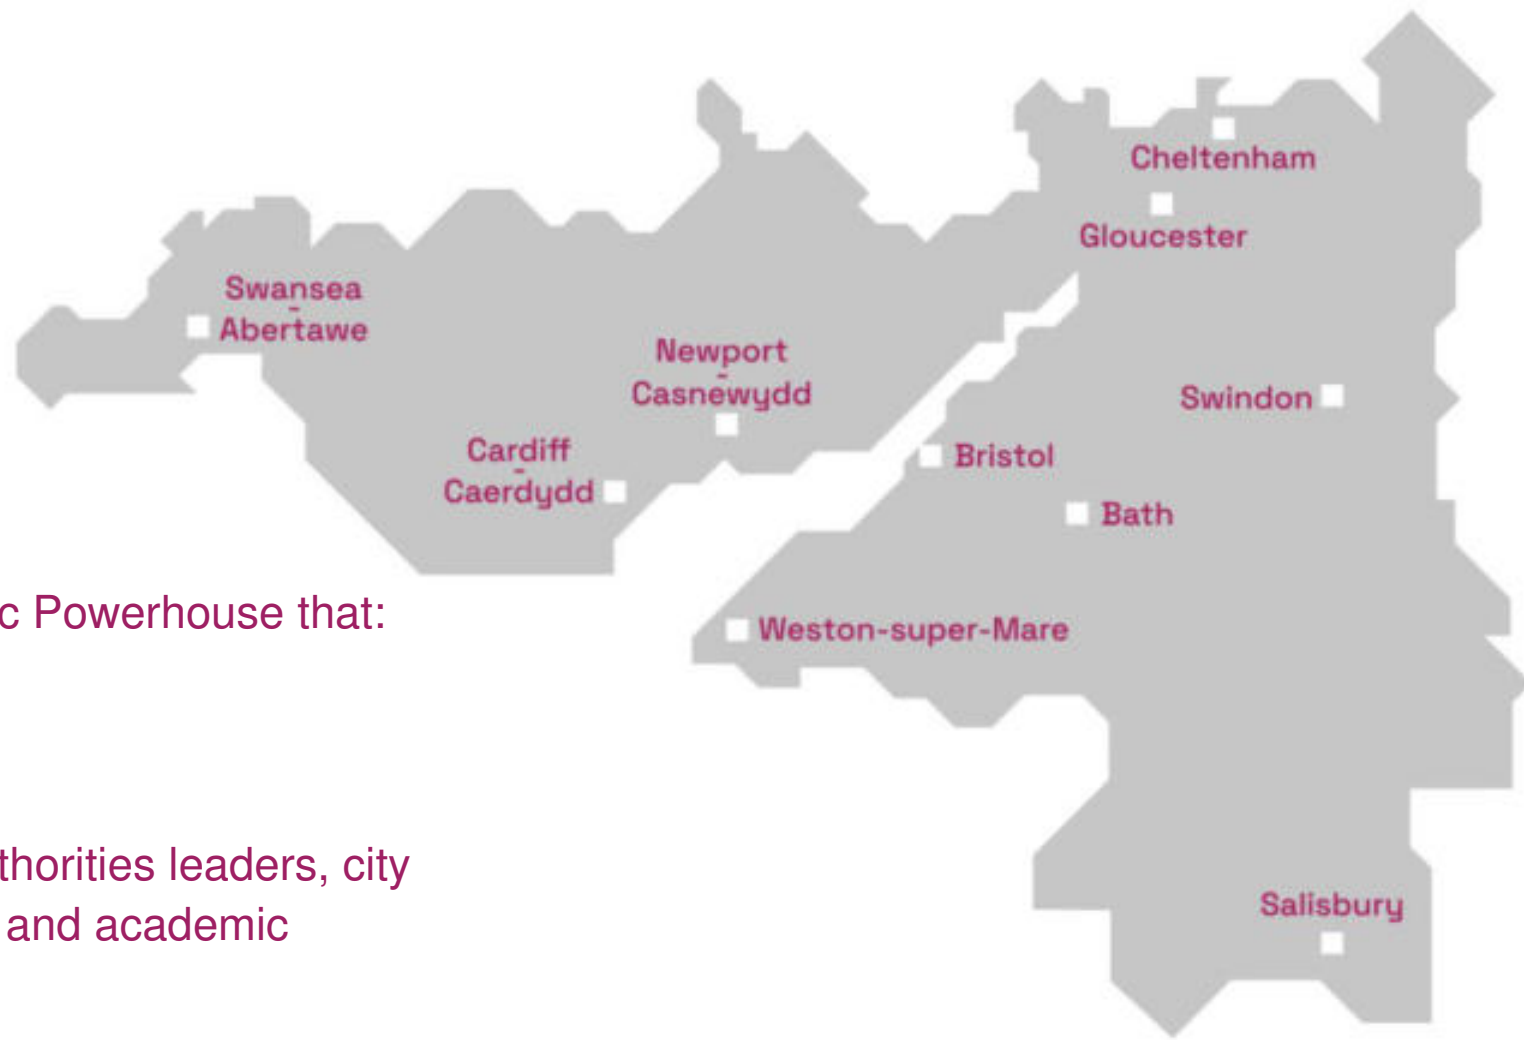 Cheltenham
Gloucester
Swansea
-
Abertawe
Newport
-
Casnewydd
Swindon
Cardiff
-
Caerdydd
Bristol
Bath
c Powerhouse that:
Weston-super-Mare
thorities leaders, city
and academic
Salisbury